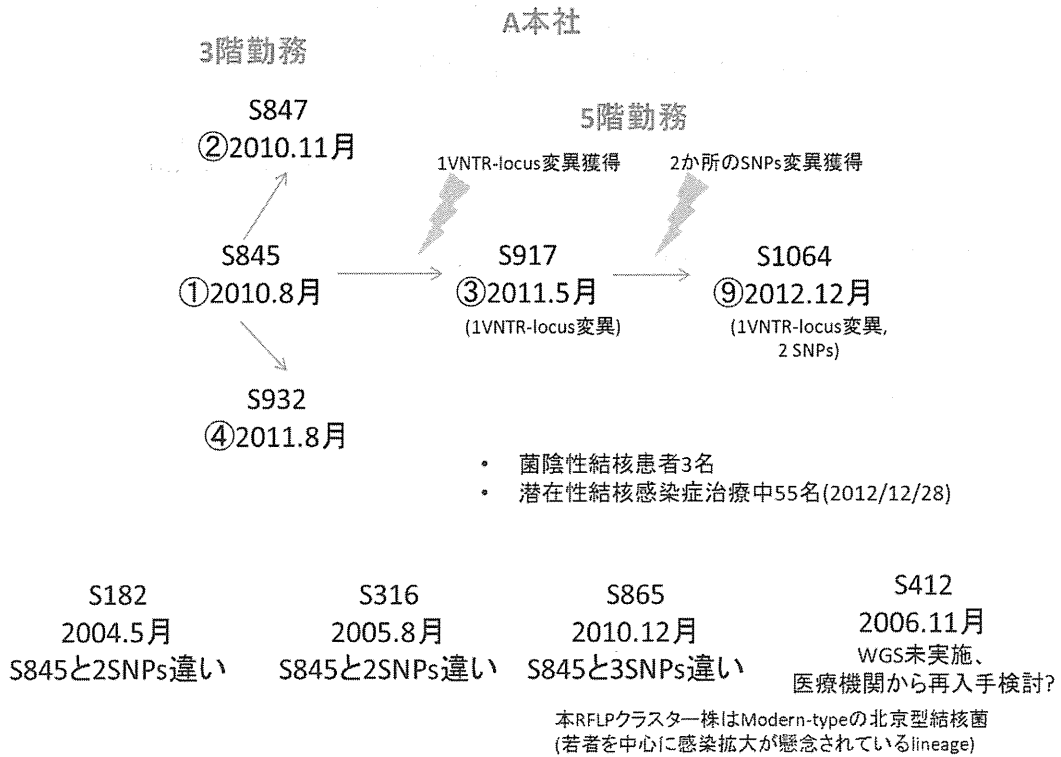 A本社
3階勤務
S847
②2010.11月
5階勤務
1VNTR-locus変異獲得
2か所のSNPs変異獲得
S845
①2010.8月
S917
③2011.5月
(1VNTR-locus変異)
S1064
⑨2012.12月
(1VNTR-locus変異,
2 SNPs)
S932
④2011.8月
• 菌陰性結核患者3名
• 潜在性結核感染症治療中55名(2012/12/28)
S182
2004.5月
S845と2SNPs違い
S316
2005.8月
S845と2SNPs違い
S865
2010.12月
S845と3SNPs違い
S412
2006.11月
WGS未実施、
医療機関から再入手検討?
本RFLPクラスター株はModern-typeの北京型結核菌
(若者を中心に感染拡大が懸念されているlineage)